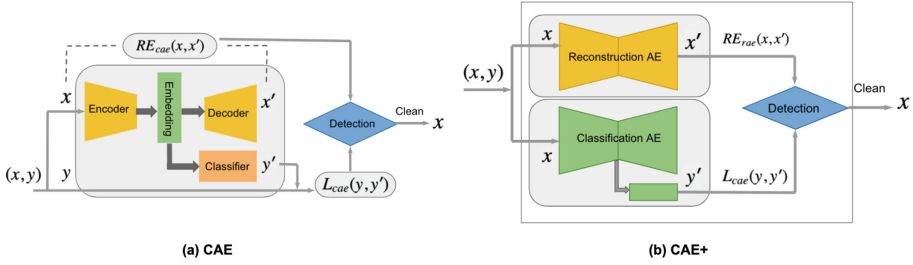 RE_cae(x,x′)
x
Encoder
Embedding
Decoder
x′
Classifier
(x,y)
y
y′
L_cae(y,y′)
Detection
Clean
x
(a) CAE
(x,y)
x
Reconstruction AE
x′
RE_rae(x,x′)
x
Classification AE
y′
L_cae(y,y′)
Detection
Clean
x
(b) CAE+